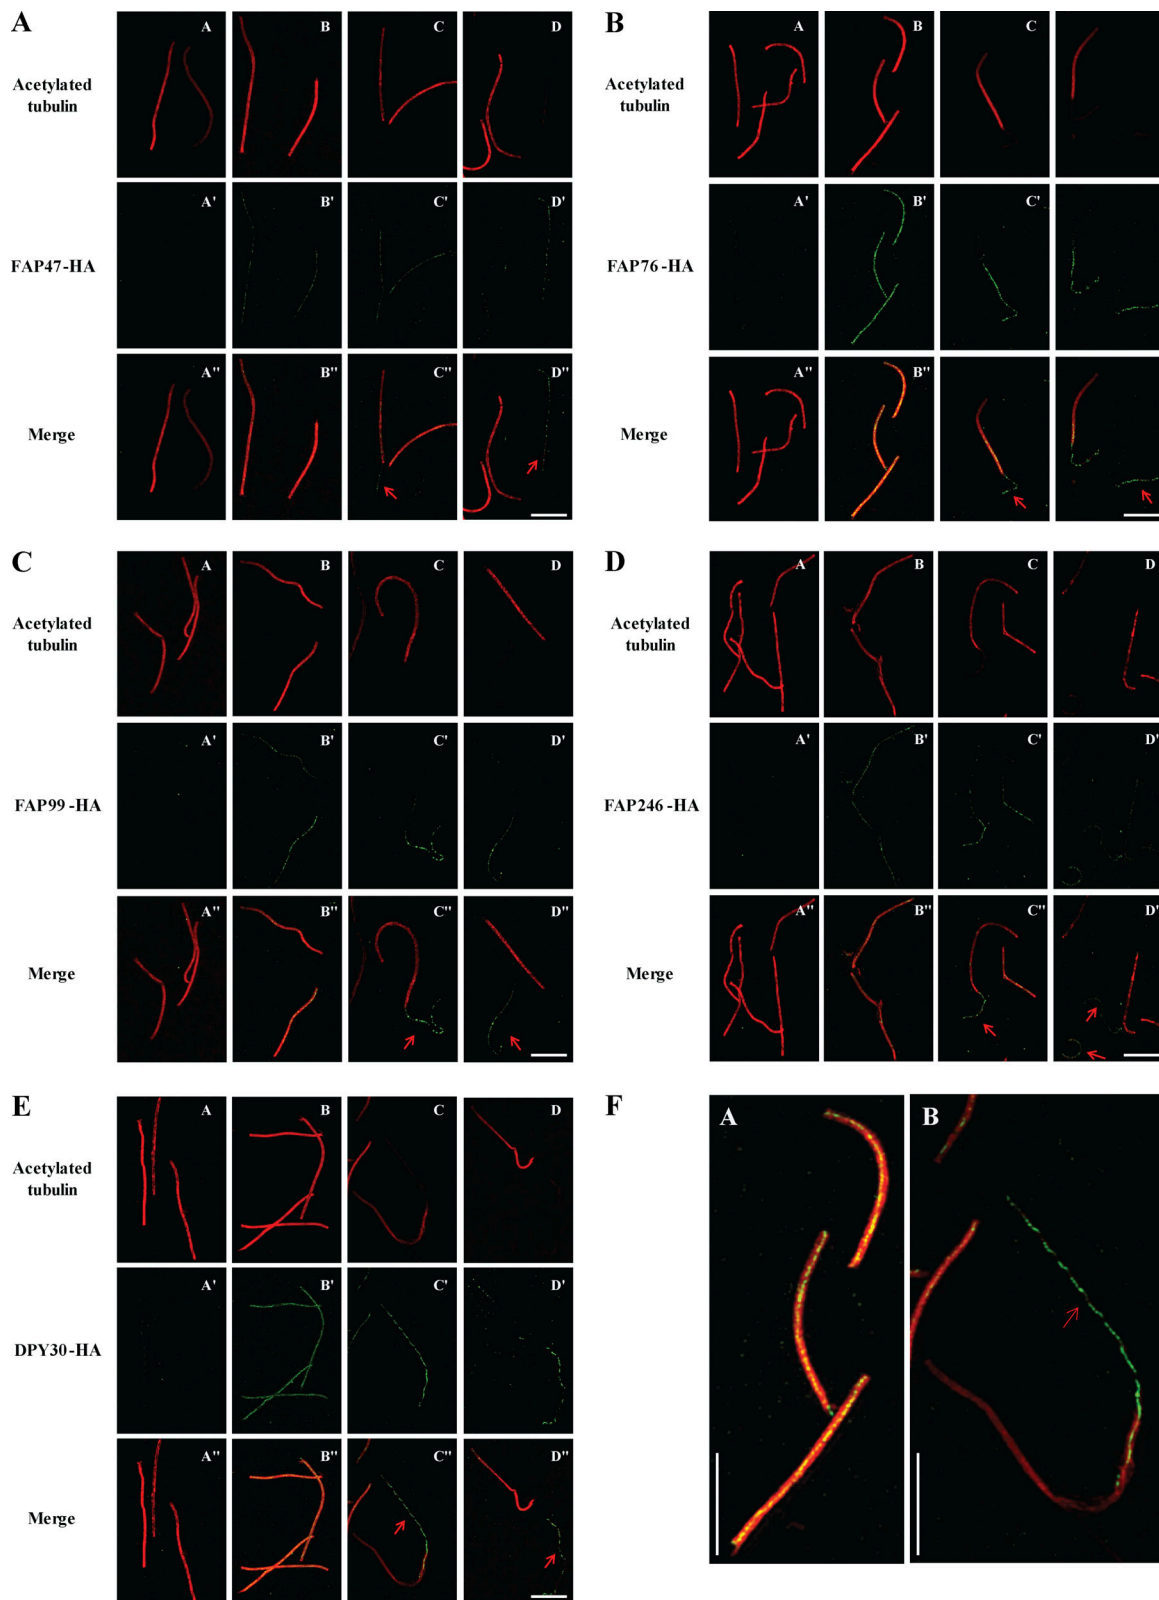 A
B
Acetylated
tubulin
A
B
C
D
Acetylated
tubulin
A
B
C
FAP47-HA
A'
B'
C'
D'
FAP76-HA
A'
B'
C'
Merge
A"
B"
C"
D"
Merge
A"
B"
C
D
Acetylated
tubulin
A
B
C
D
Acetylated
tubulin
A
B
C
D
FAP99-HA
A'
B'
C'
D'
FAP246-HA
A'
B'
C'
D'
Merge
A"
B"
C"
D"
Merge
A"
B"
C"
D'
E
F
Acetylated
tubulin
A
B
C
D
A
B
DPY30-HA
A'
B'
C'
D'
Merge
A"
B"
C"
D"